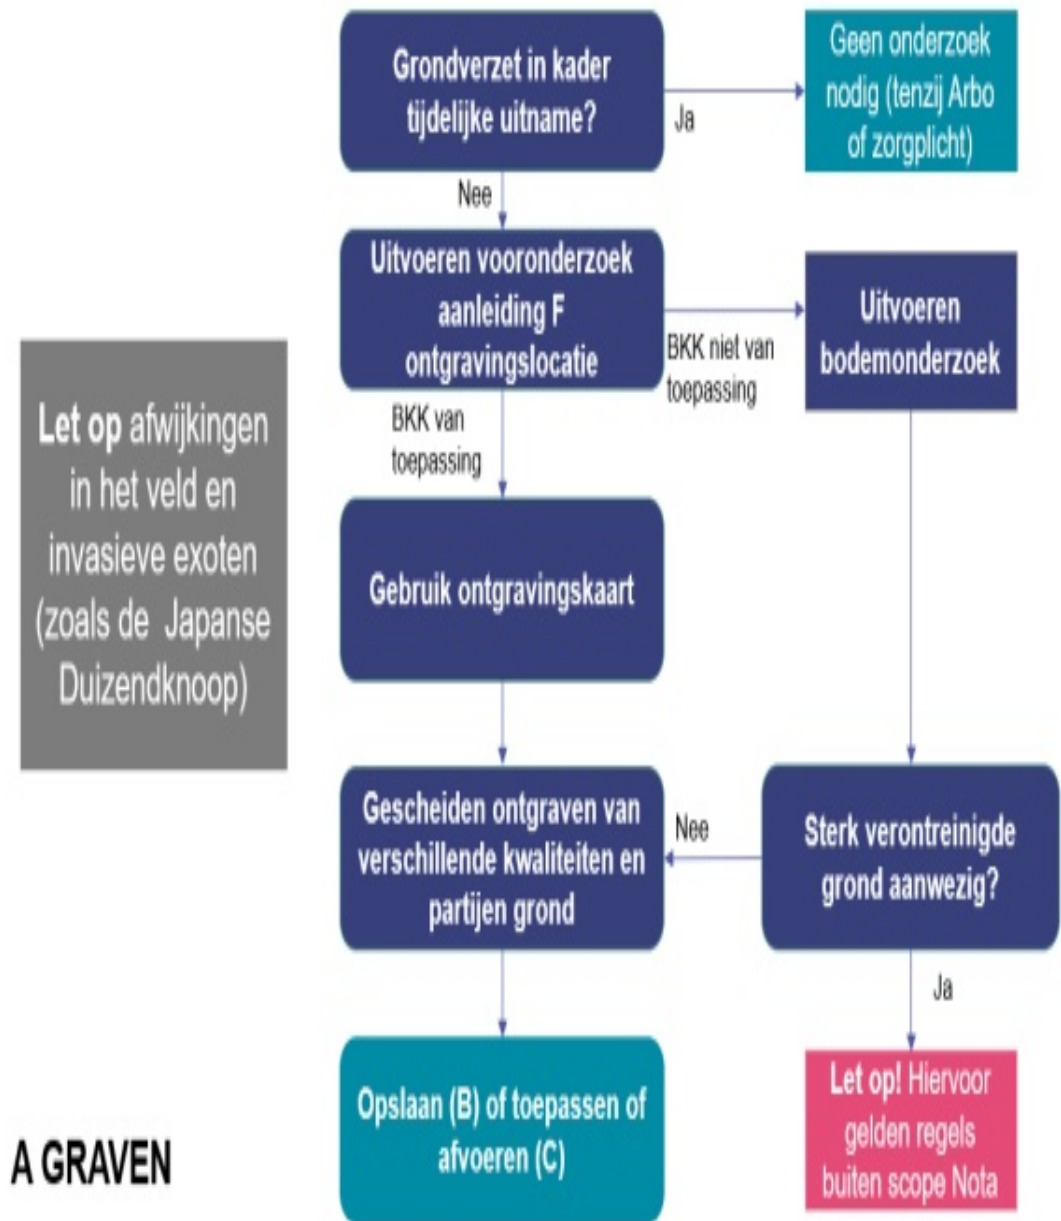 Grondverzet in kader
tijdelijke uitname?
Ja
Geen onderzoek
nodig (tenzij Arbo
of zorgplicht)
Nee
Uitvoeren vooronderzoek
aanleiding F
ontgravingslocatie
BKK niet van
toepassing
Uitvoeren
bodemonderzoek
BKK van
toepassing
Let op afwijkingen
in het veld en
invasieve exoten
(zoals de Japanse
Duizendknoop)
Gebruik ontgravingskaart
Gescheiden ontgraven van
verschillende kwaliteiten en
partijen grond
Nee
Sterk verontreinigde
grond aanwezig?
Ja
Opslaan (B) of toepassen of
afvoeren (C)
Let op! Hiervoor
gelden regels
buiten scope Nota
A GRAVEN